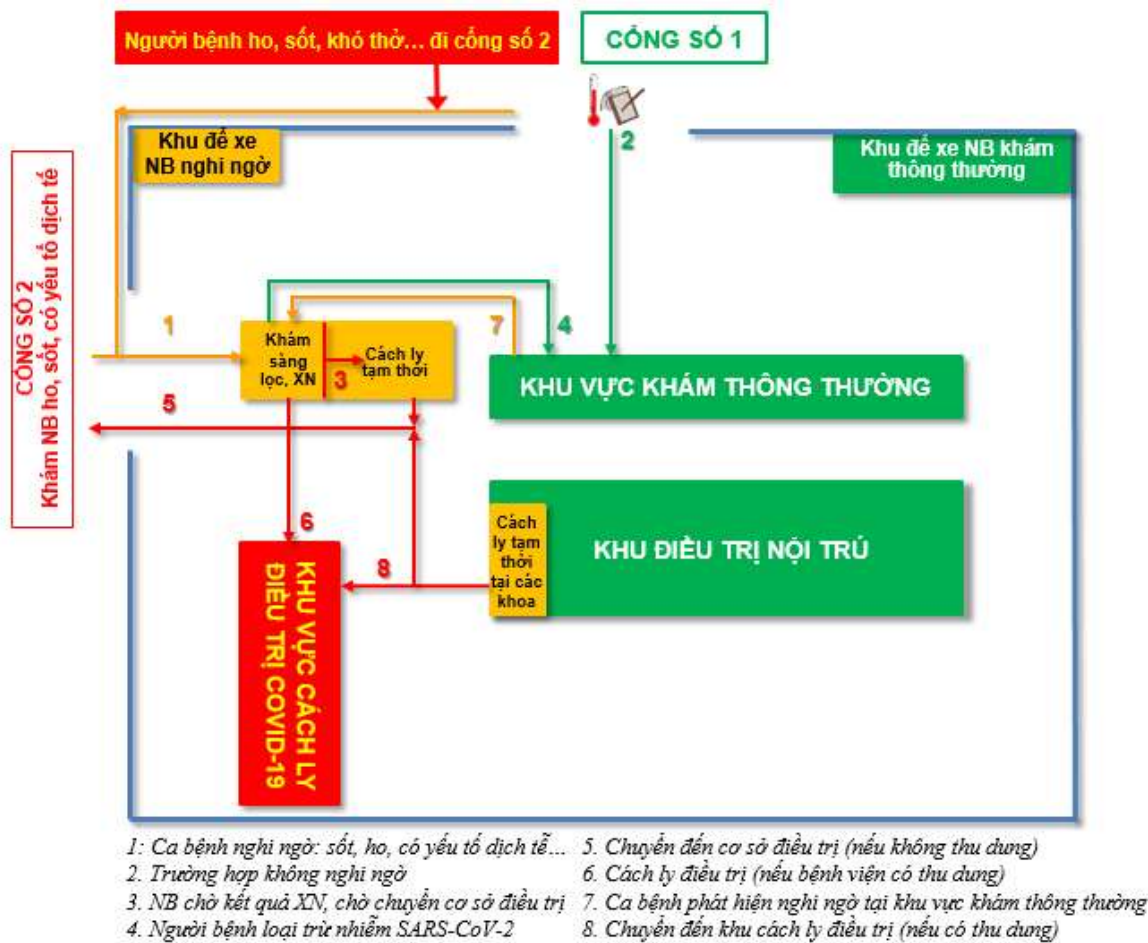 Người bệnh ho, sốt, khó thở... đi cổng số 2
CỔNG SỐ 1
Khu để xe
NB nghi ngờ
2
Khu để xe NB khám
thông thường
CỔNG SỐ 2
Khám NB ho, sốt, có yếu tố dịch tễ
1
Khám
sàng
lọc, XN
3
Cách ly
tạm thời
7
4
KHU VỰC KHÁM THÔNG THƯỜNG
5
6
Cách
ly tạm
thời
tại các
khoa
KHU ĐIỀU TRỊ NỘI TRÚ
8
KHU VỰC CÁCH LY
ĐIỀU TRỊ COVID-19
1: Ca bệnh nghi ngờ: sốt, ho, có yếu tố dịch tễ...
2. Trường hợp không nghi ngờ
3. NB chờ kết quả XN, chờ chuyển cơ sở điều trị
4. Người bệnh loại trừ nhiễm SARS-CoV-2
5. Chuyển đến cơ sở điều trị (nếu không thu dung)
6. Cách ly điều trị (nếu bệnh viện có thu dung)
7. Ca bệnh phát hiện nghi ngờ tại khu vực khám thông thường
8. Chuyển đến khu cách ly điều trị (nếu có thu dung)